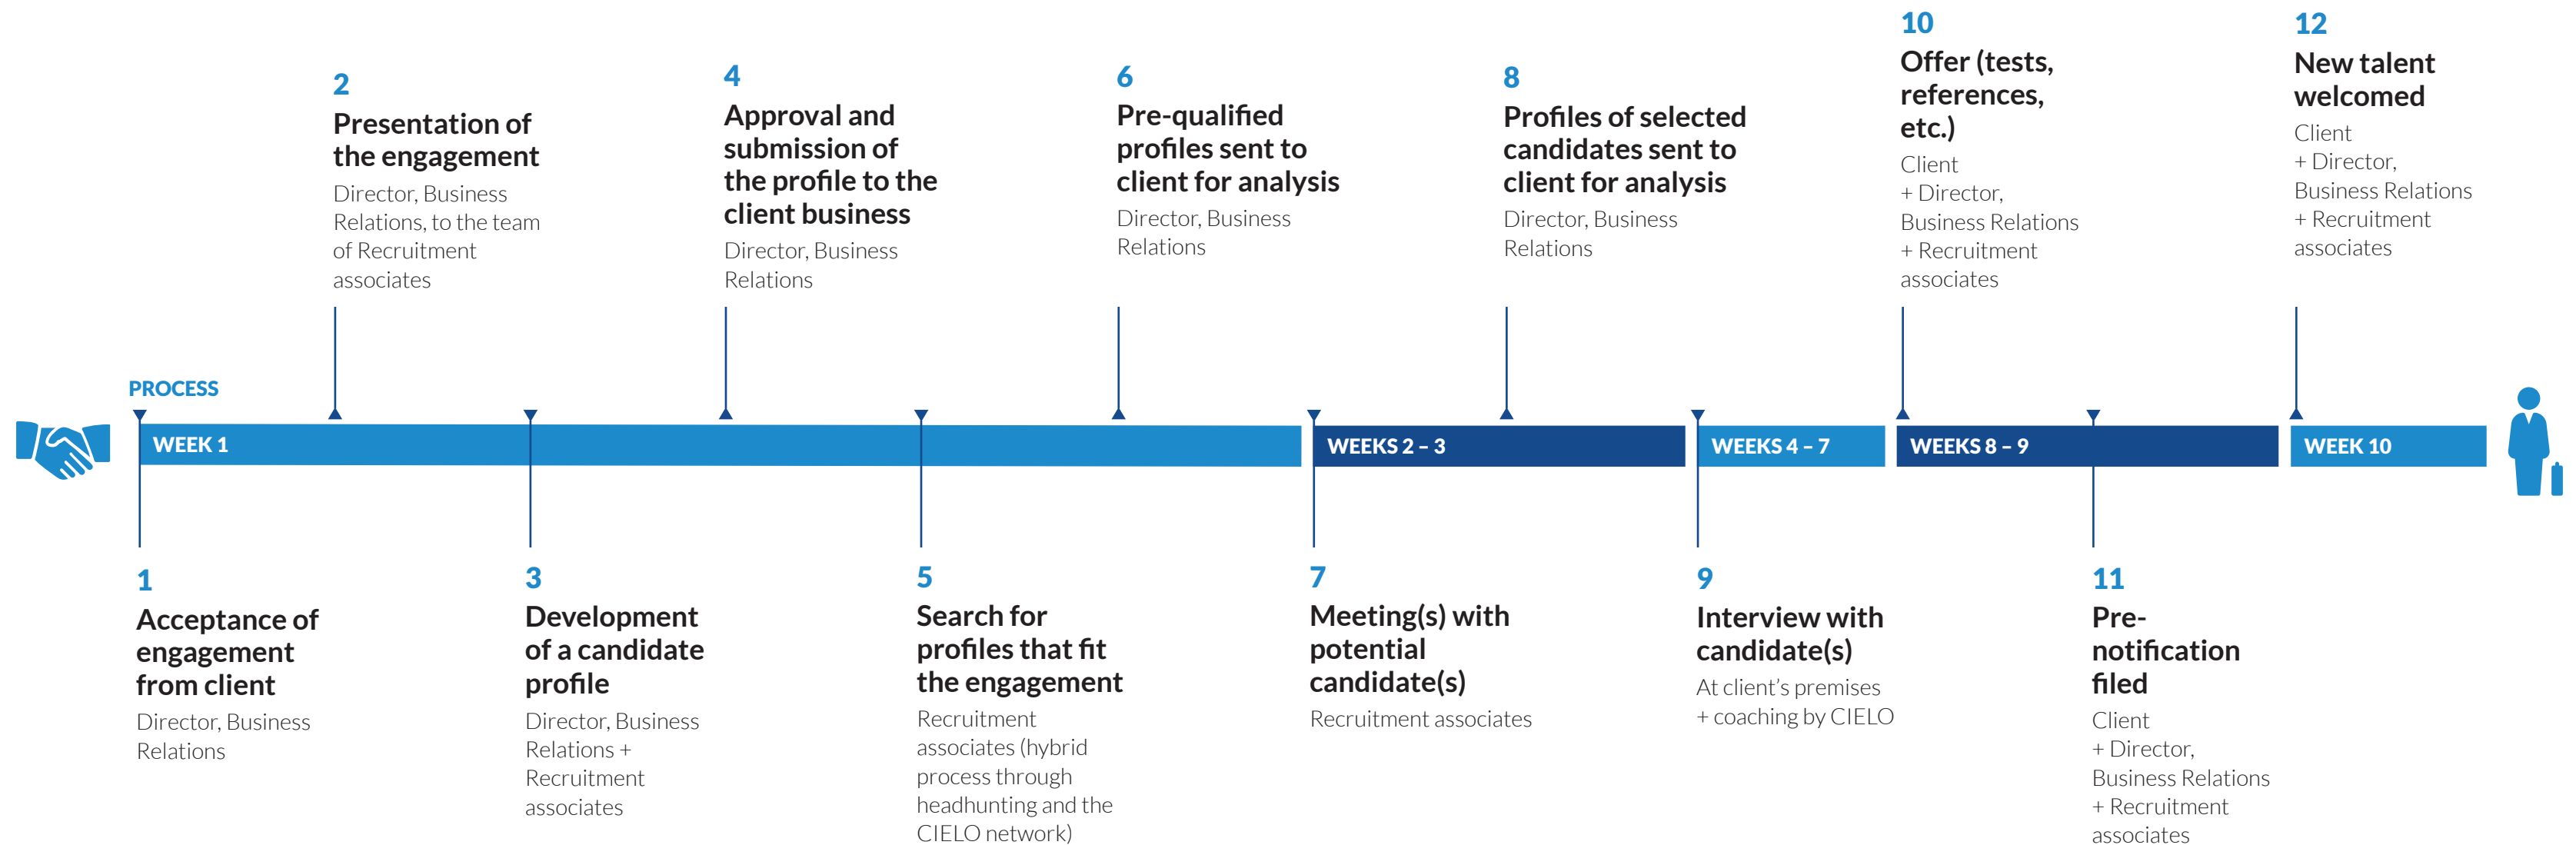 2
Presentation of
the engagement
Director, Business
Relations, to the team
of Recruitment
associates
4
Approval and
submission of
the profile to the
client business
Director, Business
Relations
6
Pre-qualified
profiles sent to
client for analysis
Director, Business
Relations
8
Profiles of selected
candidates sent to
client for analysis
Director, Business
Relations
10
Offer (tests,
references,
etc.)
Client
+ Director,
Business Relations
+ Recruitment
associates
12
New talent
welcomed
Client
+ Director,
Business Relations
+ Recruitment
associates
PROCESS
WEEK 1
WEEKS 2 – 3
WEEKS 4 – 7
WEEKS 8 – 9
WEEK 10
1
Acceptance of
engagement
from client
Director, Business
Relations
3
Development
of a candidate
profile
Director, Business
Relations +
Recruitment
associates
5
Search for
profiles that fit
the engagement
Recruitment
associates (hybrid
process through
headhunting and the
CIELO network)
7
Meeting(s) with
potential
candidate(s)
Recruitment associates
9
Interview with
candidate(s)
At client’s premises
+ coaching by CIELO
11
Pre-
notification
filed
Client
+ Director,
Business Relations
+ Recruitment
associates